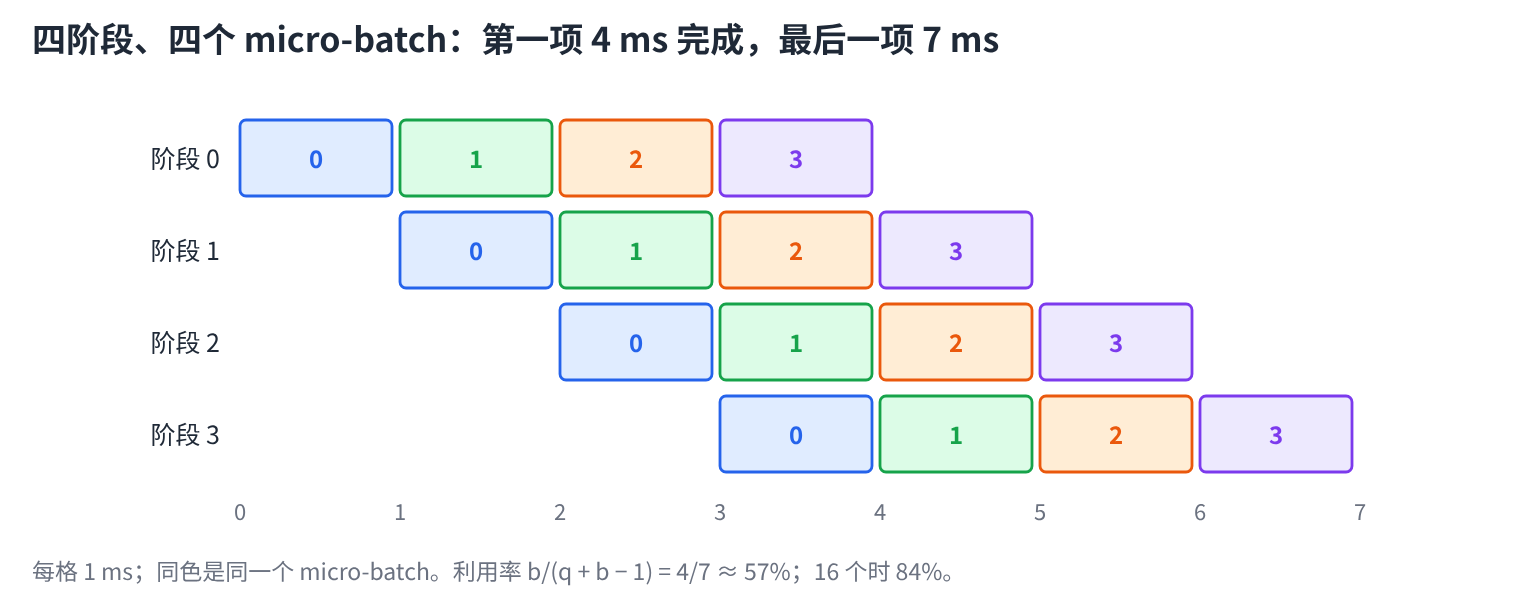 四阶段、四个 micro-batch：第一项 4 ms 完成，最后一项 7 ms
阶段 0 0 1 2 3
阶段 1 0 1 2 3
阶段 2 0 1 2 3
阶段 3 0 1 2 3
0 1 2 3 4 5 6 7
每格 1 ms；同色是同一个 micro-batch。利用率 b/(q + b − 1) = 4/7 ≈ 57%；16 个时 84%。